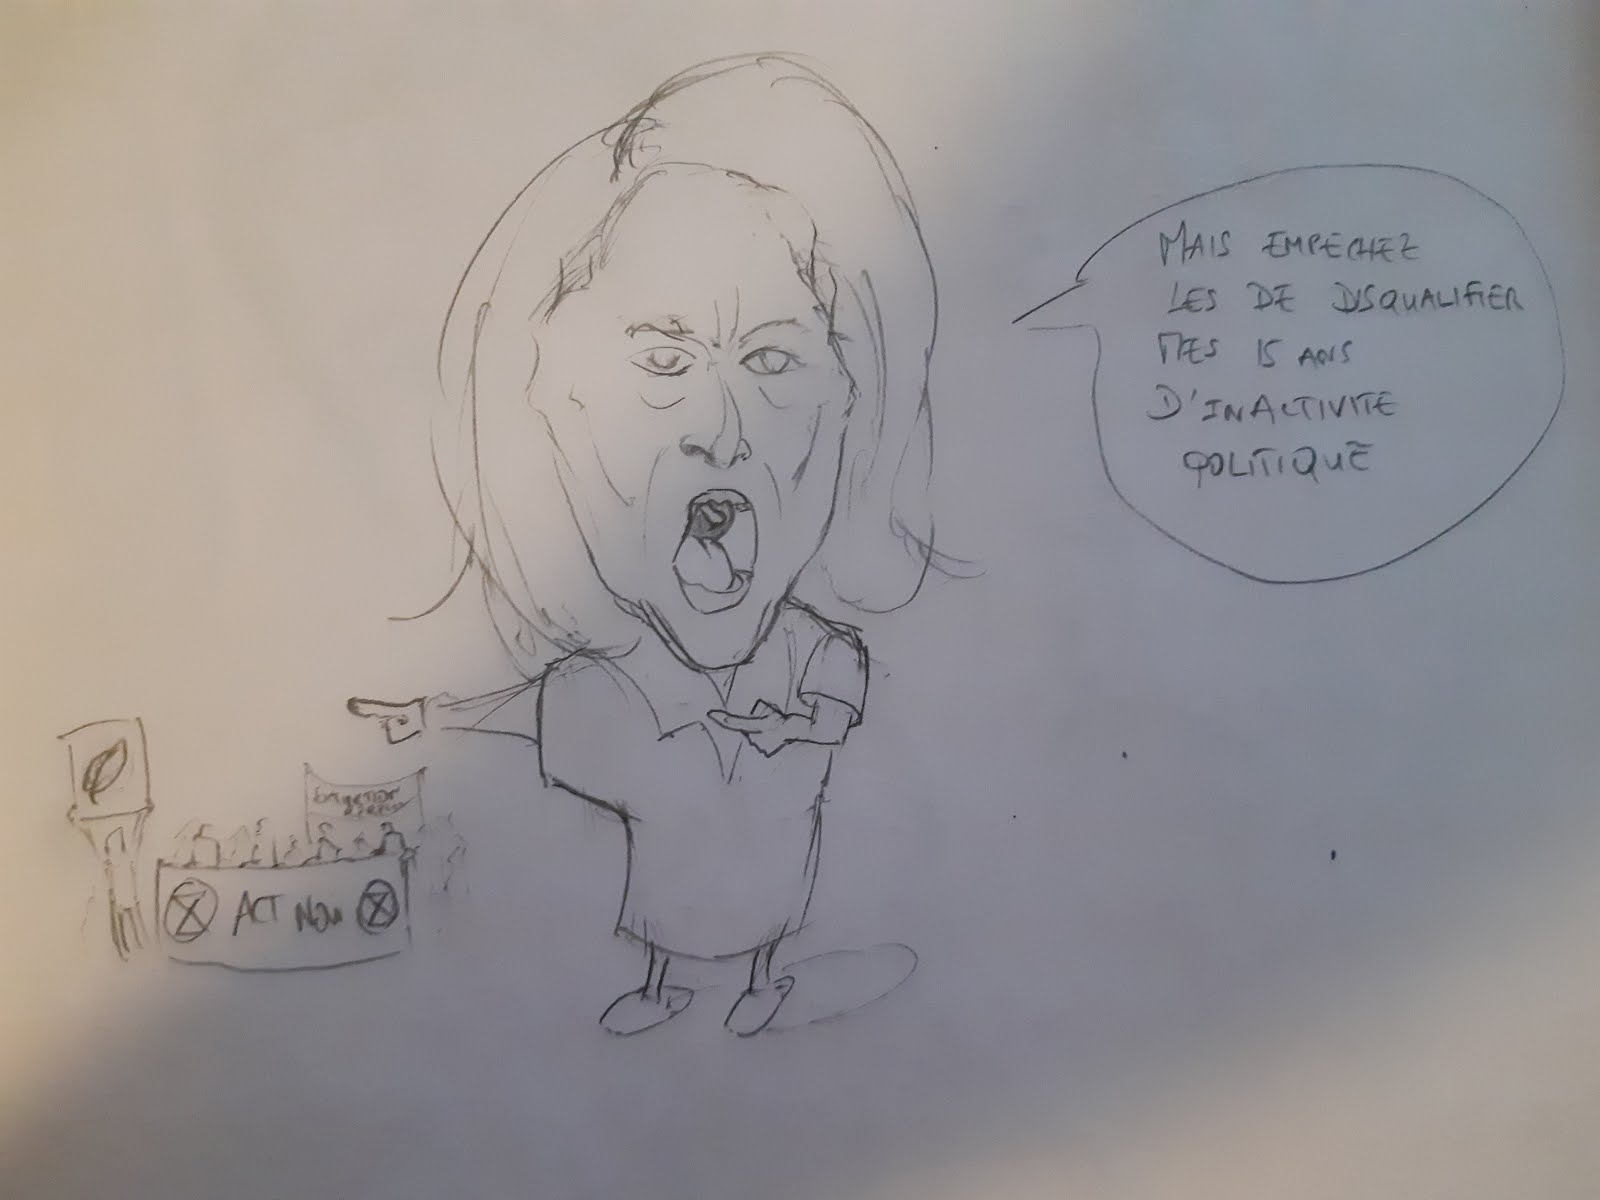 MAIS EMPECHEZ
LES DE DISQUALIFIER
MES 15 ANS
D'INACTIVITE
POLITIQUE
ACT NOW